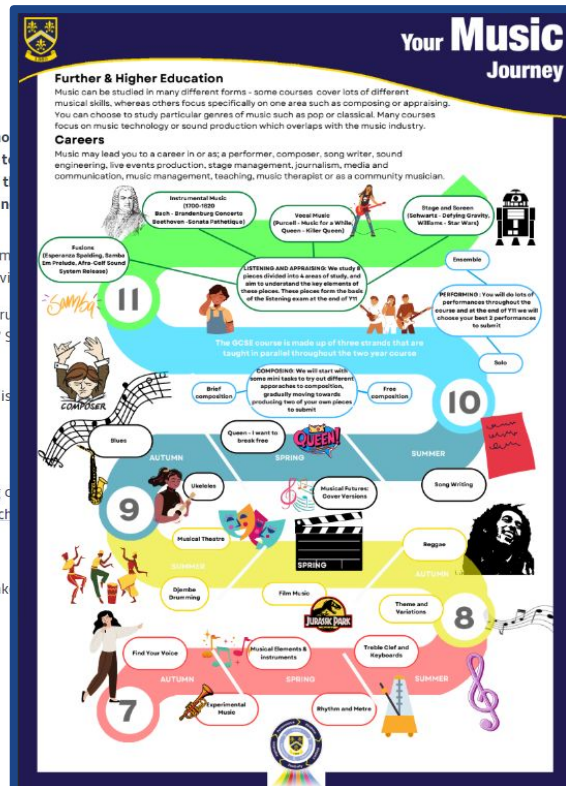 Your Music
Journey
Further & Higher Education
Music can be studied in many different forms - some courses cover lots of different
musical skills, whereas others focus specifically on one area such as composing or appraising.
You can choose to study particular genres of music such as pop or classical. Many courses
focus on music technology or sound production which overlaps with the music industry.
Careers
Music may lead you to a career in or as; a performer, composer, song writer, sound
engineering, live events production, stage management, journalism, media and
communication, music management, teaching, music therapist or as a community musician.
Instrumental Music
(1700-1820
Bach - Brandenburg Concerto
Beethoven -Sonata Pathetique)
Vocal Music
(Purcell - Music for a While,
Queen - Killer Queen)
Stage and Screen
(Schwartz - Defying Gravity,
Williams - Star Wars)
Fusions
(Esperanza Spalding, Samba
Em Prelude, Afro-Celt Sound
System Release)
LISTENING AND APPRAISING: We study 8
pieces divided into 4 areas of study, and
aim to understand the key elements of
these pieces. These pieces form the basis
of the listening exam at the end of Y11
Ensemble
PERFORMING : You will do lots of
performances throughout the
course and at the end of Y11 we will
choose your best 2 performances
to submit
Samba
11
The GCSE course is made up of three strands that are
taught in parallel throughout the two year course
Solo
COMPOSER
Brief
composition
COMPOSING: We will start with
some mini tasks to try out different
apporaches to composition,
gradually moving towards
producing two of your own pieces
to submit
Free
composition
10
Blues
Queen - I want to
break free
QUEEN!
AUTUMN
SPRING
SUMMER
9
Ukeleles
Musical Futures:
Cover Versions
Song Writing
Musical Theatre
Reggae
SUMMER
SPRING
AUTUMN
Djembe
Drumming
Film Music
JURASSIC PARK
Theme and
Variations
8
Find Your Voice
Musical Elements &
instruments
Treble Clef and
Keyboards
AUTUMN
SPRING
SUMMER
7
Experimental
Music
Rhythm and Metre